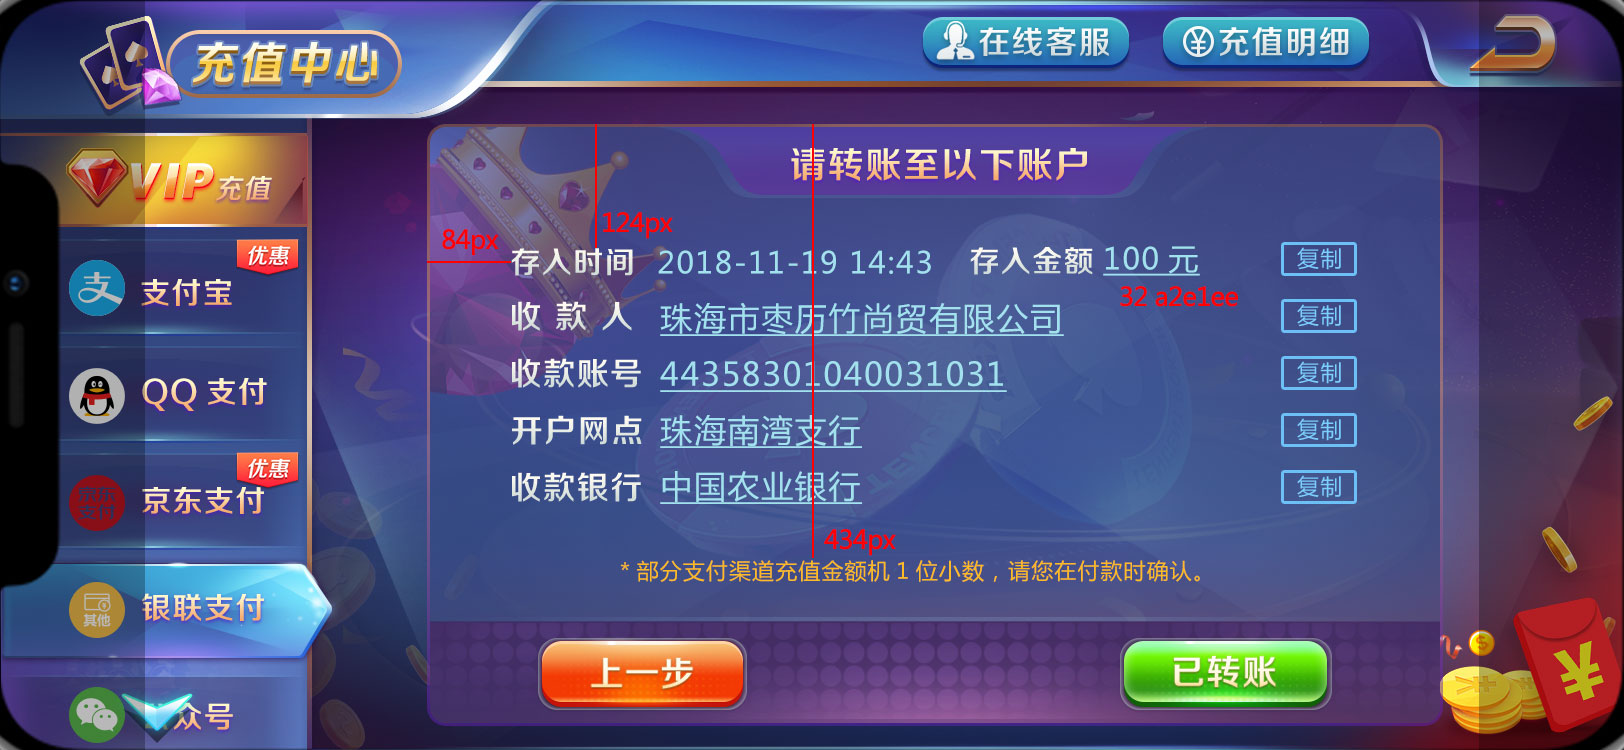 充值中心
在线客服
充值明细
VIP充值
优惠
支付宝
QQ 支付
优惠
京东支付
京东
支付
其他
银联支付
众号
请转账至以下账户
124px
84px
存入时间 2018-11-19 14:43 存入金额 100 元 复制
32 a2e1ee
收 款 人 珠海市枣历竹尚贸有限公司 复制
收款账号 44358301040031031 复制
开户网点 珠海南湾支行 复制
收款银行 中国农业银行 复制
434px
* 部分支付渠道充值金额机 1 位小数，请您在付款时确认。
上一步
已转账